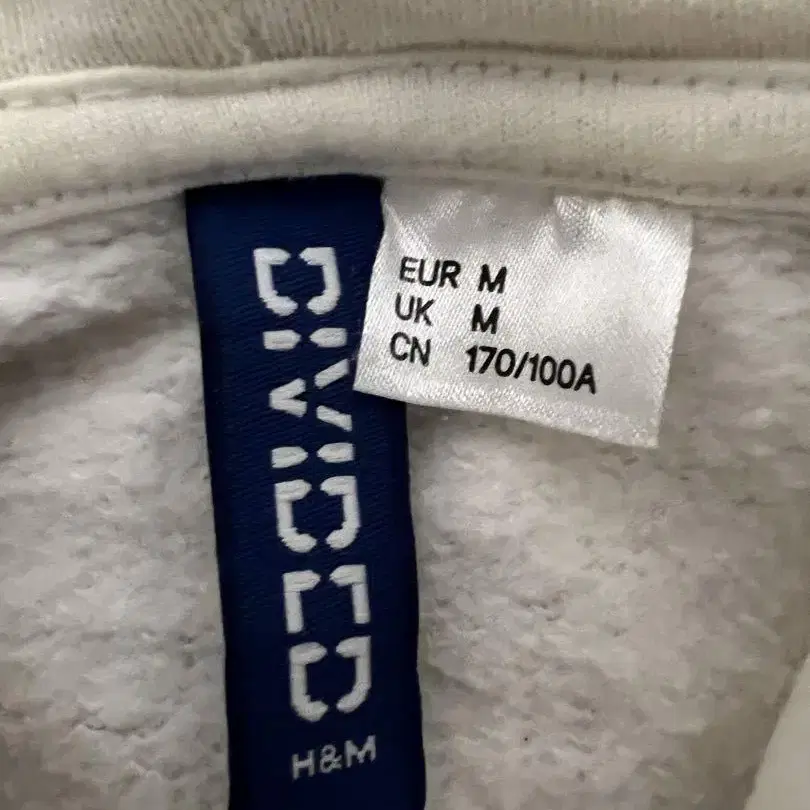 DIVIDED
H&M
EUR M
UK M
CN 170/100A